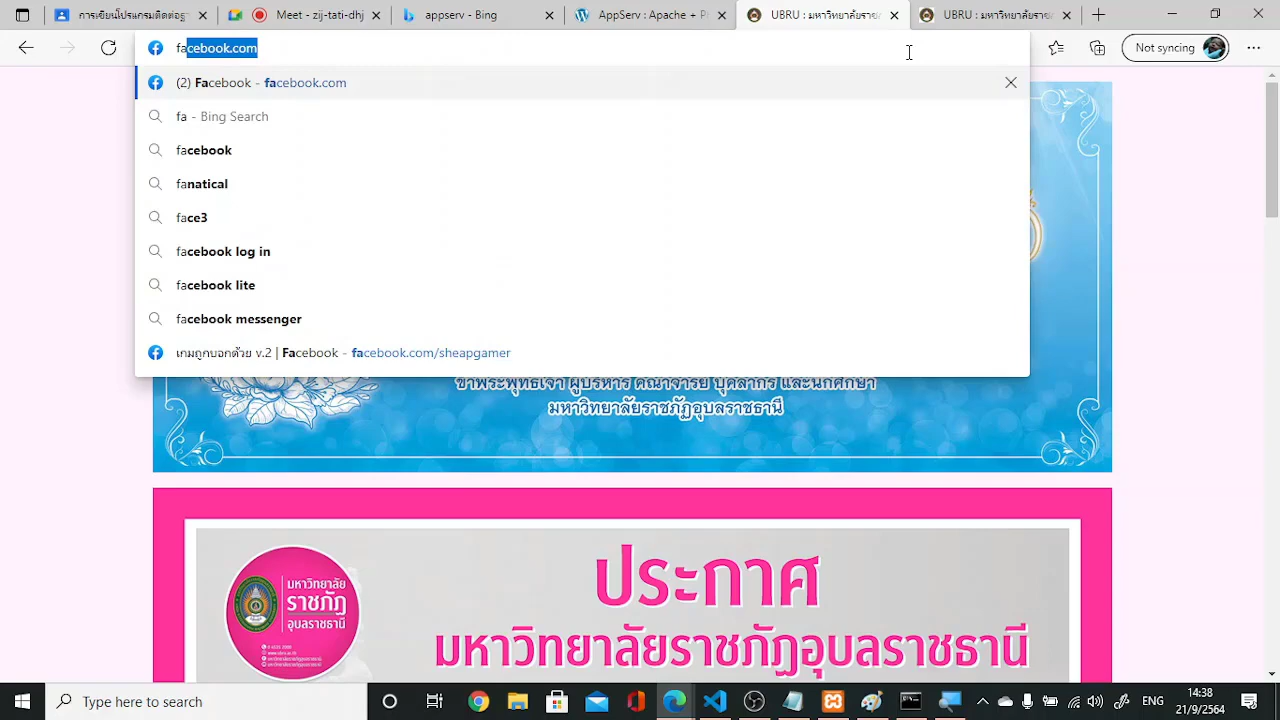 Meet
Meet - installat-jatdhj
appserv - Bing
AppServ : Apache + P
UBRU : มหาวิทยาลัยราชภัฏ
UBRU : มหาวิทยาลัยราชภัฏ
facebook.com
Not syncing
(2) Facebook - facebook.com
fa - Bing Search
facebook
fanatical
face3
facebook log in
facebook lite
facebook messenger
เกมถูกบอกด้วย v.2 | Facebook - facebook.com/sheapgamer
ข้าพระพุทธเจ้า ผู้บริหาร คณาจารย์ บุคลากร และนักศึกษา
มหาวิทยาลัยราชภัฏอุบลราชธานี
ประกาศ
มหาวิทยาลัย
ราชภัฏ
อุบลราชธานี
มหาวิทยาลัยราชภัฏอุบลราชธานี
Type here to search
ENG
14:38
21/9/2564